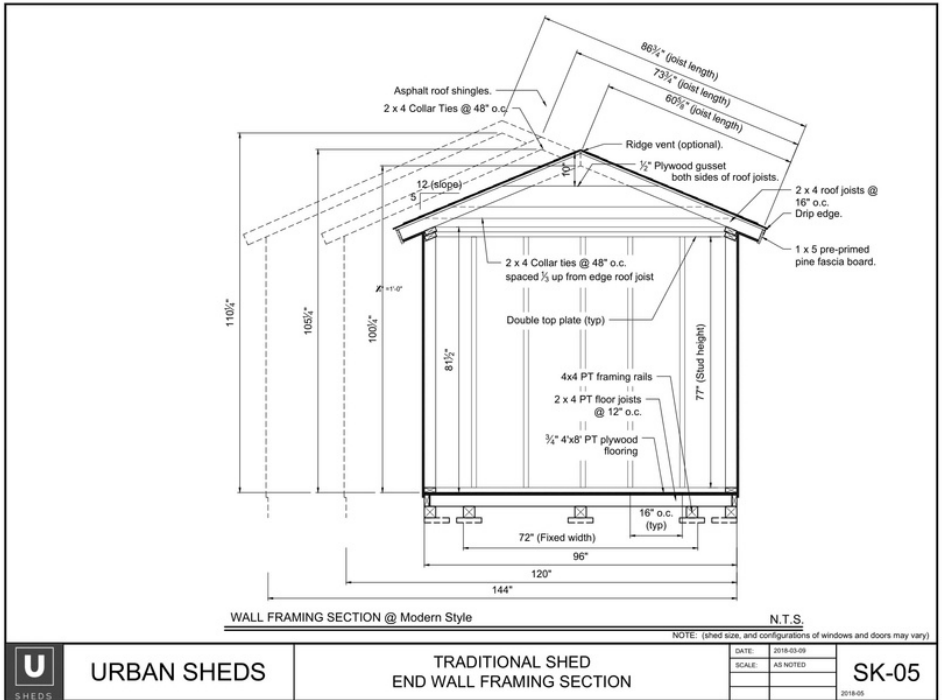 86¾" (joist length)
73¾" (joist length)
60⅝" (joist length)
Asphalt roof shingles.
2 x 4 Collar Ties @ 48" o.c.
Ridge vent (optional).
10"
½" Plywood gusset
both sides of roof joists.
12 (slope)
5
2 x 4 roof joists @
16" o.c.
Drip edge.
1 x 5 pre-primed
pine fascia board.
2 x 4 Collar ties @ 48" o.c.
spaced ⅓ up from edge roof joist
=1'-0"
110¼"
105¼"
100¼"
Double top plate (typ)
81½"
77" (Stud height)
4x4 PT framing rails
2 x 4 PT floor joists
@ 12" o.c.
¾" 4'x8' PT plywood
flooring
16" o.c.
(typ)
72" (Fixed width)
96"
120"
144"
WALL FRAMING SECTION @ Modern Style
N.T.S.
NOTE: (shed size, and configurations of windows and doors may vary)
U
SHEDS
URBAN SHEDS
TRADITIONAL SHED
END WALL FRAMING SECTION
DATE: 2018-03-09
SCALE: AS NOTED
SK-05
2018-05